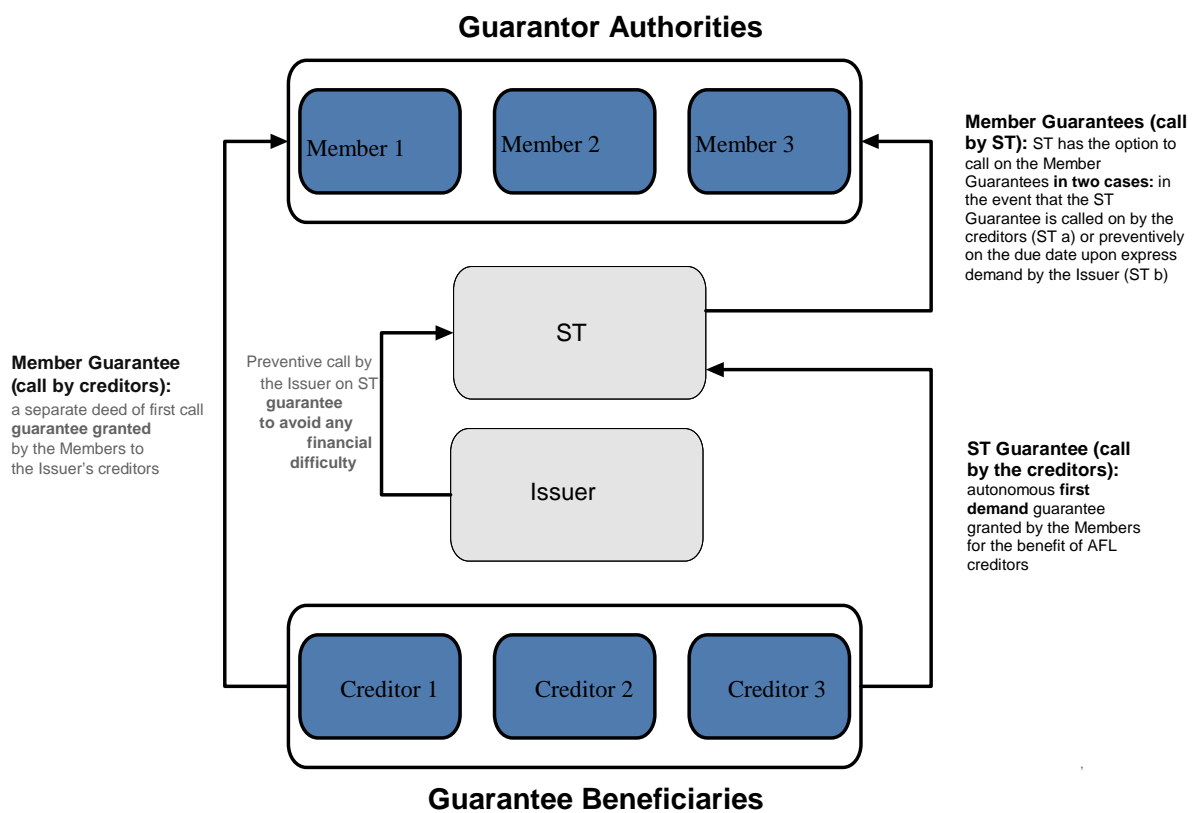 Guarantor Authorities
Member 1
Member 2
Member 3
Member Guarantees (call
by ST): ST has the option to
call on the Member
Guarantees in two cases: in
the event that the ST
Guarantee is called on by the
creditors (ST a) or preventively
on the due date upon express
demand by the Issuer (ST b)
ST
Member Guarantee
(call by creditors):
a separate deed of first call
guarantee granted
by the Members to
the Issuer's creditors
Preventive call by
the Issuer on ST
guarantee
to avoid any
financial
difficulty
Issuer
ST Guarantee (call
by the creditors):
autonomous first
demand guarantee
granted by the Members
for the benefit of AFL
creditors
Creditor 1
Creditor 2
Creditor 3
,
Guarantee Beneficiaries